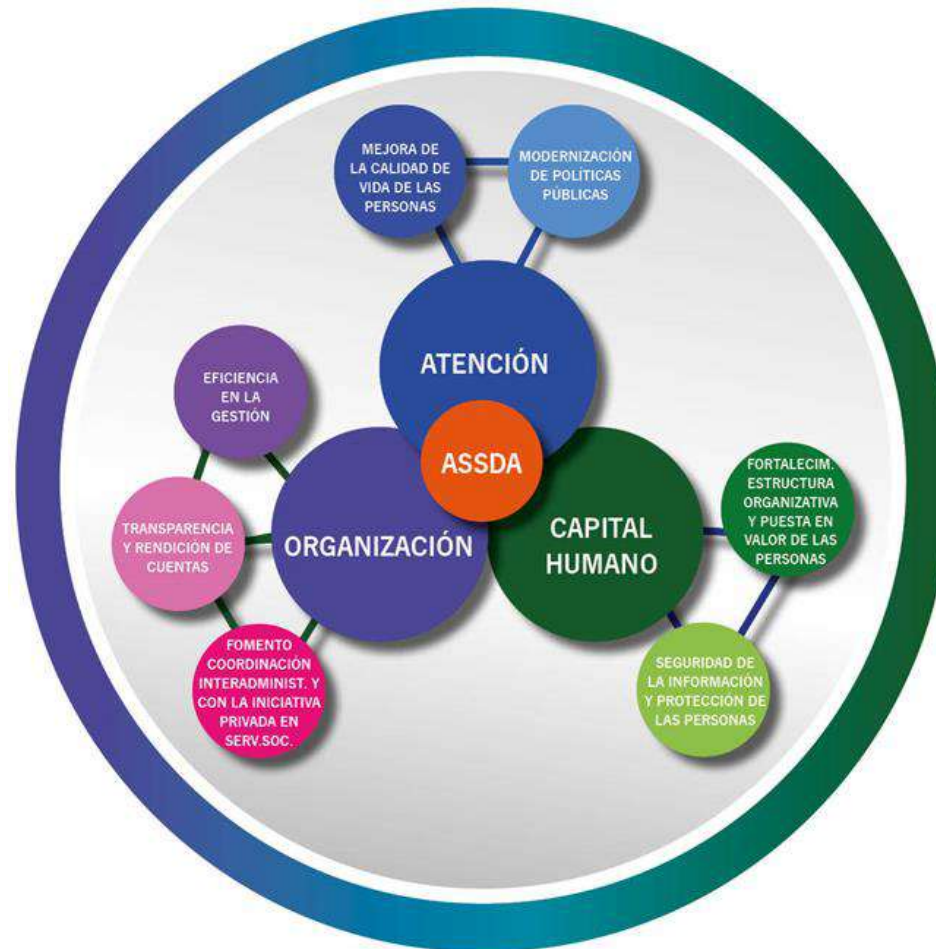 MEJORA DE
LA CALIDAD DE
VIDA DE LAS
PERSONAS
MODERNIZACIÓN
DE POLÍTICAS
PÚBLICAS
ATENCIÓN
ASSDA
EFICIENCIA
EN LA
GESTIÓN
TRANSPARENCIA
Y RENDICIÓN DE
CUENTAS
ORGANIZACIÓN
FOMENTO
COORDINACIÓN
INTERADMINIST. Y
CON LA INICIATIVA
PRIVADA EN
SERV.SOC.
CAPITAL
HUMANO
FORTALECIM.
ESTRUCTURA
ORGANIZATIVA
Y PUESTA EN
VALOR DE LAS
PERSONAS
SEGURIDAD DE
LA INFORMACIÓN
Y PROTECCIÓN DE
LAS PERSONAS